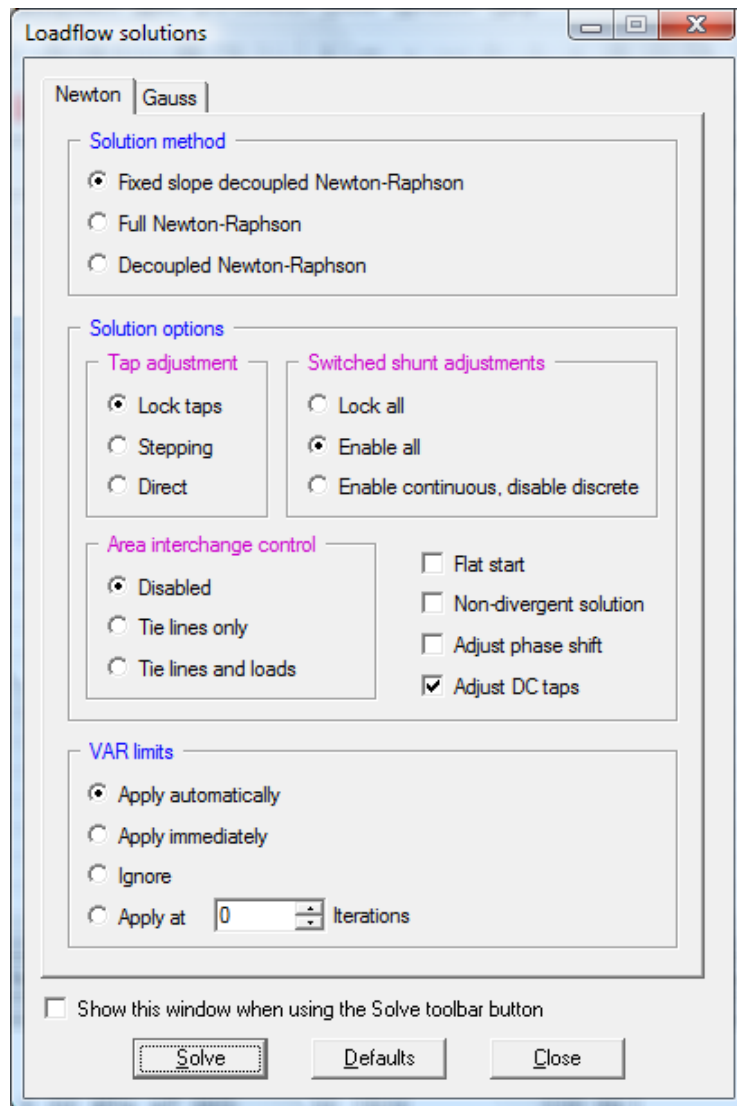 Loadflow solutions
Newton Gauss
Solution method
Fixed slope decoupled Newton-Raphson
Full Newton-Raphson
Decoupled Newton-Raphson
Solution options
Tap adjustment
Lock taps
Stepping
Direct
Switched shunt adjustments
Lock all
Enable all
Enable continuous, disable discrete
Area interchange control
Disabled
Tie lines only
Tie lines and loads
Flat start
Non-divergent solution
Adjust phase shift
Adjust DC taps
VAR limits
Apply automatically
Apply immediately
Ignore
Apply at 0 Iterations
Show this window when using the Solve toolbar button
Solve Defaults Close